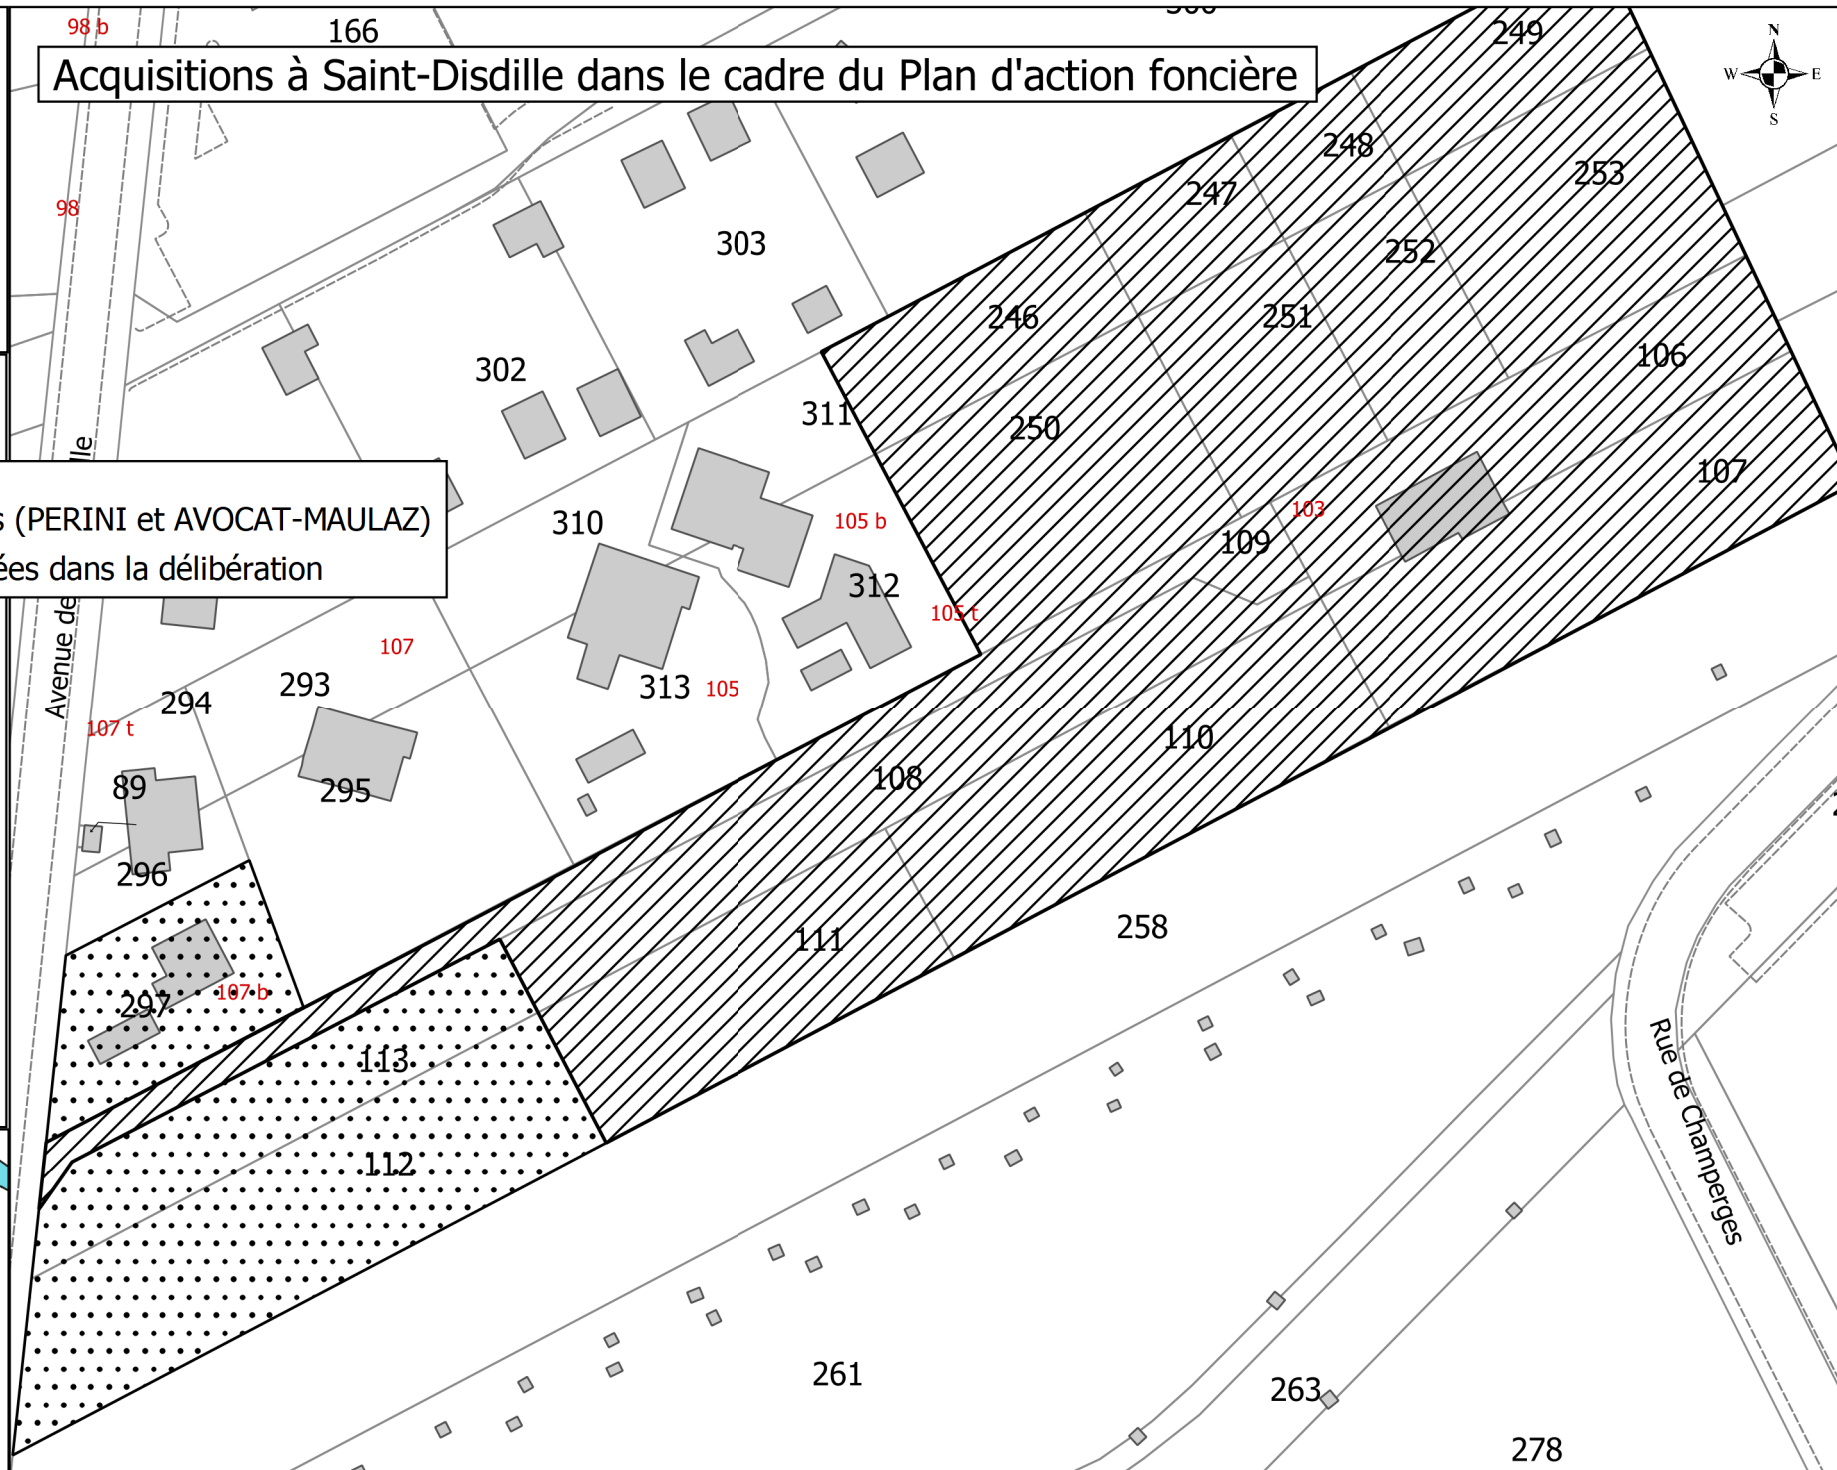 98 b
166
249
N
W E
S
Acquisitions à Saint-Disdille dans le cadre du Plan d'action foncière
248
253
247
98
303
252
246
251
106
302
311
250
107
s (PERINI et AVOCAT-MAULAZ)
310
105 b
103
109
ées dans la délibération
312
105 t
Avenue de
lle
107
293
313
105
294
107 t
110
108
89
295
296
258
111
297
107 b
113
Rue de Champerges
112
261
263
278